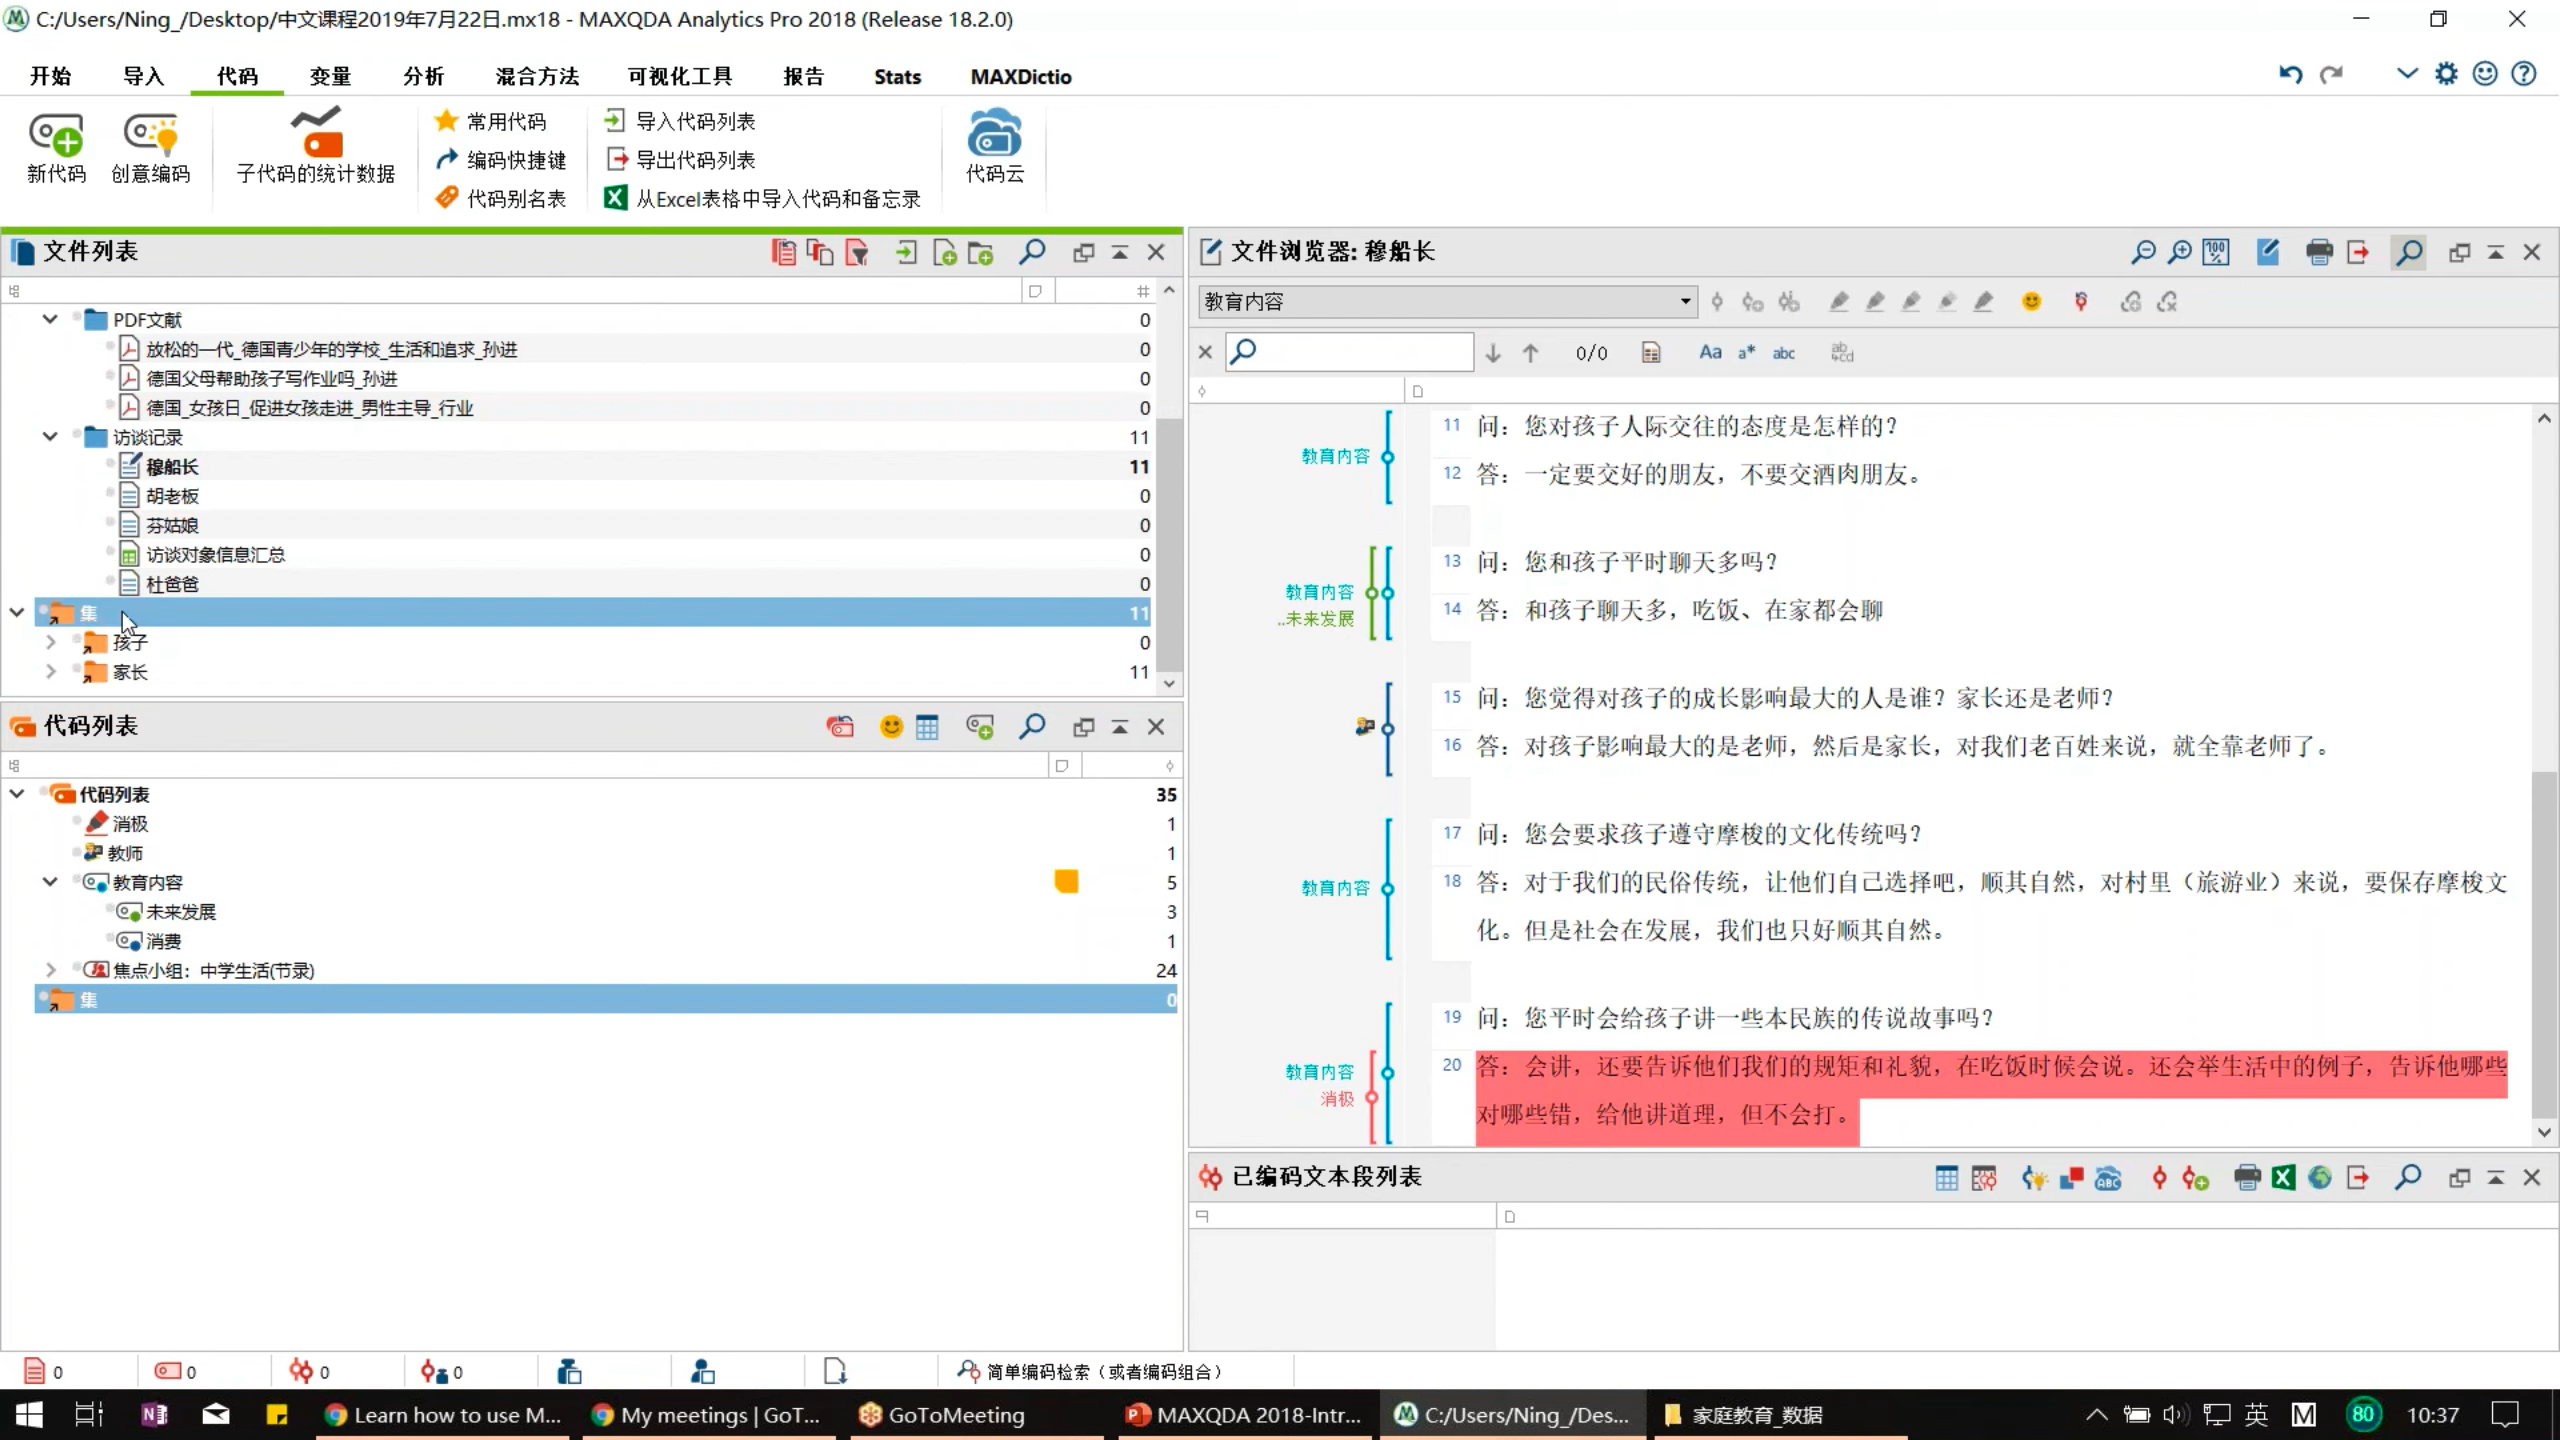 C:/Users/Ning_/Desktop/中文课程2019年7月22日.mx18 - MAXQDA Analytics Pro 2018 (Release 18.2.0)
开始 导入 代码 变量 分析 混合方法 可视化工具 报告 Stats MAXDictio
新代码 创意编码 子代码的统计数据 代码云
常用代码
编码快捷键
代码别名表
导入代码列表
导出代码列表
从Excel表格中导入代码和备忘录
文件列表
PDF文献 0
放松的一代_德国青少年的学校_生活和追求_孙进 0
德国父母帮助孩子写作业吗_孙进 0
德国_女孩日_促进女孩走进_男性主导_行业 0
访谈记录 11
穆船长 11
胡老板 0
芬姑娘 0
访谈对象信息汇总 0
杜爸爸 0
集 11
孩子 0
家长 11
代码列表
代码列表 35
消极 1
教师 1
教育内容 5
未来发展 3
消费 1
焦点小组：中学生活(节录) 24
集 0
文件浏览器: 穆船长
教育内容
0/0 Aa a* abc
教育内容
11 问：您对孩子人际交往的态度是怎样的？
12 答：一定要交好的朋友，不要交酒肉朋友。
教育内容
..未来发展
13 问：您和孩子平时聊天多吗？
14 答：和孩子聊天多，吃饭、在家都会聊
15 问：您觉得对孩子的成长影响最大的人是谁？家长还是老师？
16 答：对孩子影响最大的是老师，然后是家长，对我们老百姓来说，就全靠老师了。
教育内容
17 问：您会要求孩子遵守摩梭的文化传统吗？
18 答：对于我们的民俗传统，让他们自己选择吧，顺其自然，对村里（旅游业）来说，要保存摩梭文
化。但是社会在发展，我们也只好顺其自然。
教育内容
消极
19 问：您平时会给孩子讲一些本民族的传说故事吗？
20 答：会讲，还要告诉他们我们的规矩和礼貌，在吃饭时候会说。还会举生活中的例子，告诉他哪些
对哪些错，给他讲道理，但不会打。
已编码文本段列表
0 0 0 0 简单编码检索（或者编码组合）
Learn how to use M... My meetings | GoT... GoToMeeting MAXQDA 2018-Intr... C:/Users/Ning_/Des... 家庭教育_数据 英 M 80 10:37